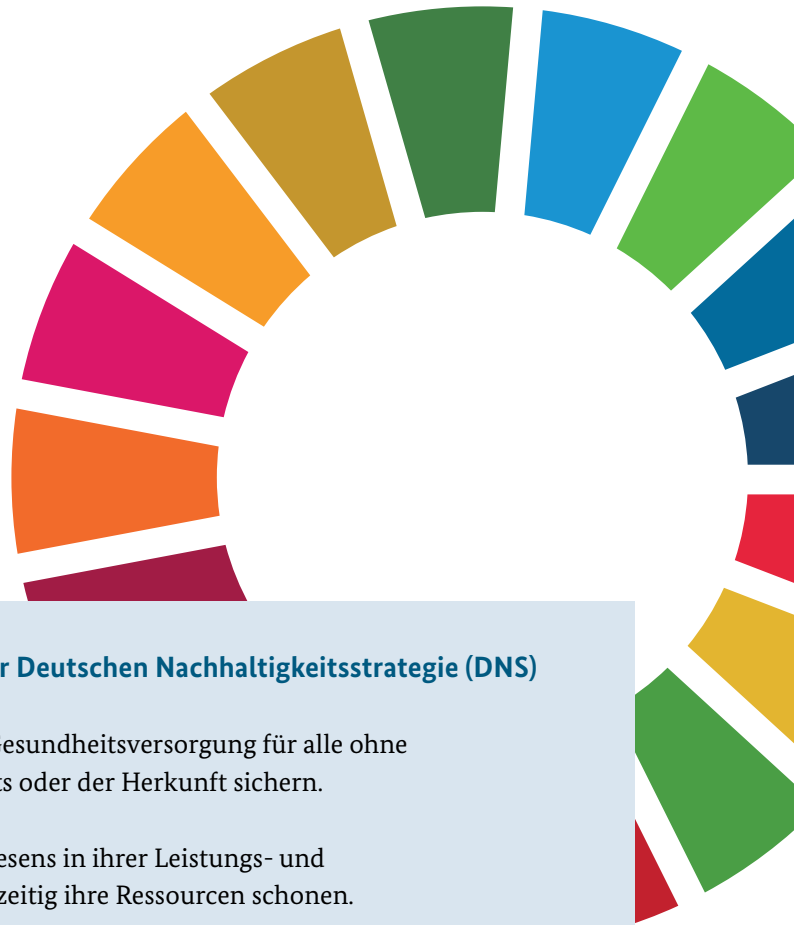 r Deutschen Nachhaltigkeitsstrategie (DNS)
Gesundheitsversorgung für alle ohne
ts oder der Herkunft sichern.
esens in ihrer Leistungs- und
zeitig ihre Ressourcen schonen.